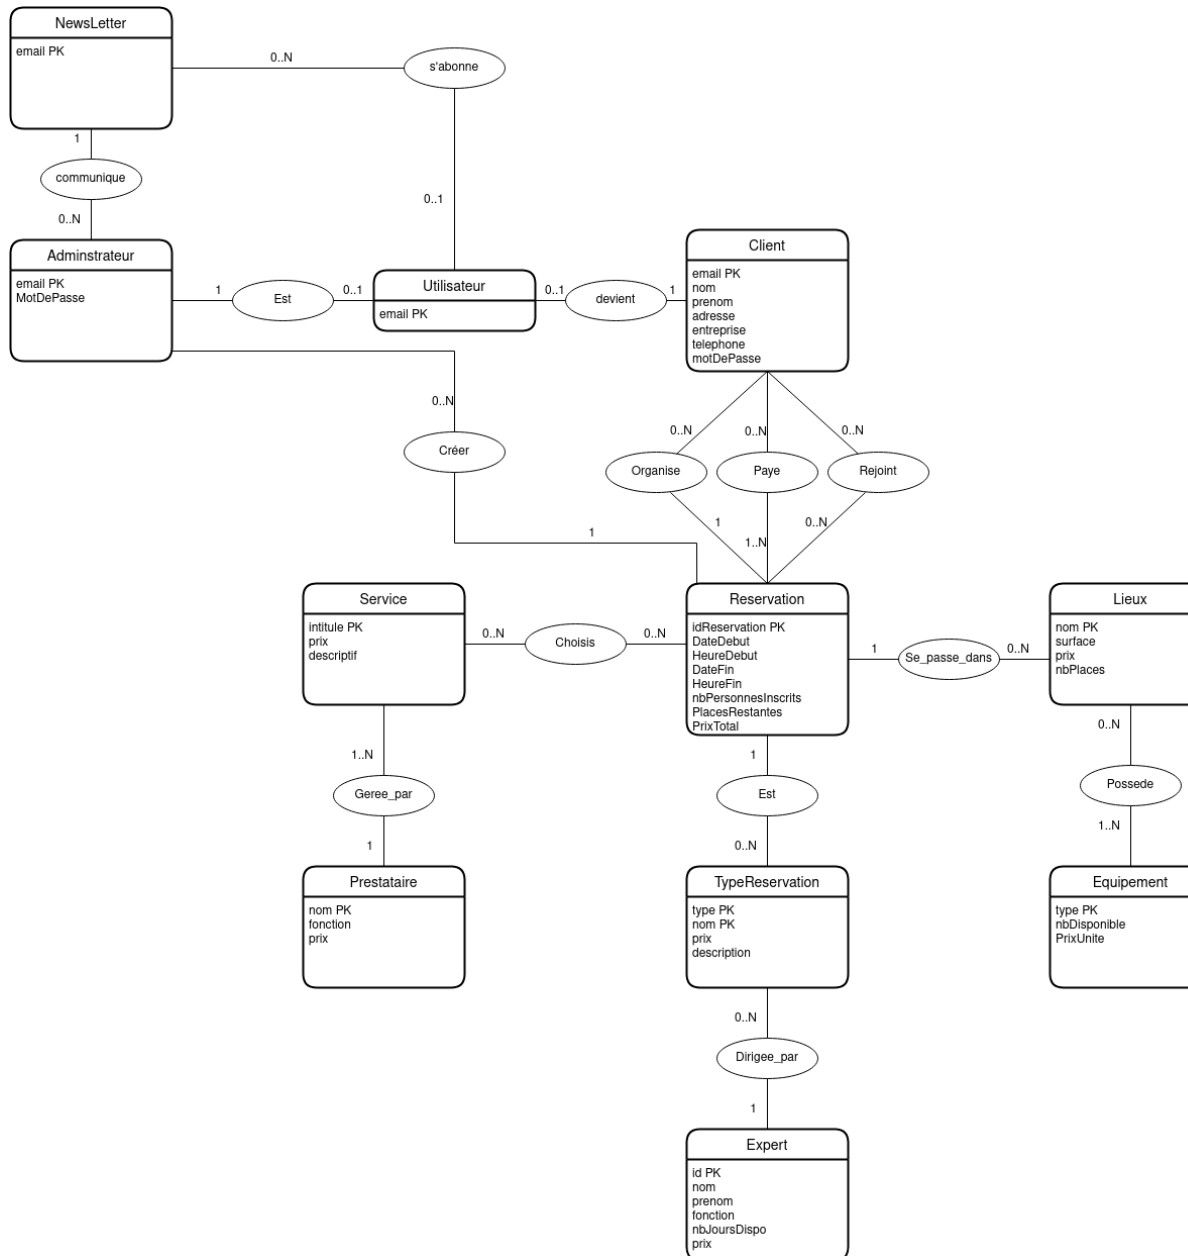 NewsLetter
email PK
0..N
s'abonne
1
communique
0..N
0..1
Adminstrateur
email PK
MotDePasse
1
Est
0..1
Utilisateur
email PK
0..1
devient
1
Client
email PK
nom
prenom
adresse
entreprise
telephone
motDePasse
0..N
Créer
1
0..N
0..N
0..N
Organise
Paye
Rejoint
1
1..N
0..N
Service
intitule PK
prix
descriptif
0..N
Choisis
0..N
Reservation
idReservation PK
DateDebut
HeureDebut
DateFin
HeureFin
nbPersonnesInscrits
PlacesRestantes
PrixTotal
1
Se_passe_dans
0..N
Lieux
nom PK
surface
prix
nbPlaces
1..N
Geree_par
1
1
Est
0..N
0..N
Possede
1..N
Prestataire
nom PK
fonction
prix
TypeReservation
type PK
nom PK
prix
description
Equipement
type PK
nbDisponible
PrixUnite
0..N
Dirigee_par
1
Expert
id PK
nom
prenom
fonction
nbJoursDispo
prix